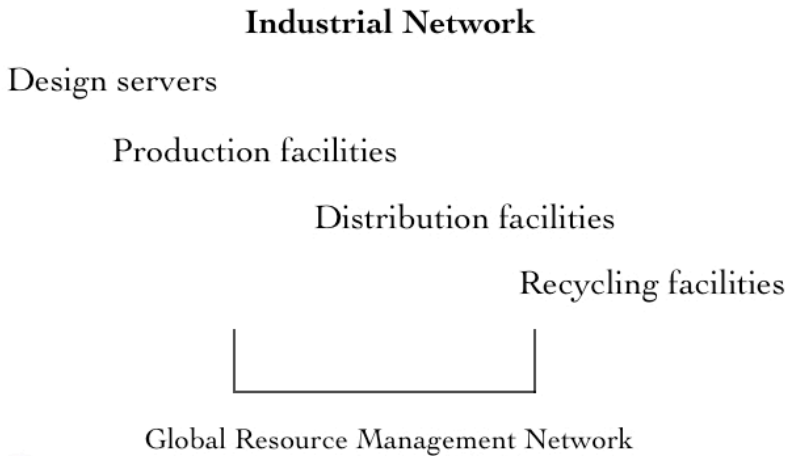 Industrial Network
Design servers
Production facilities
Distribution facilities
Recycling facilities
Global Resource Management Network